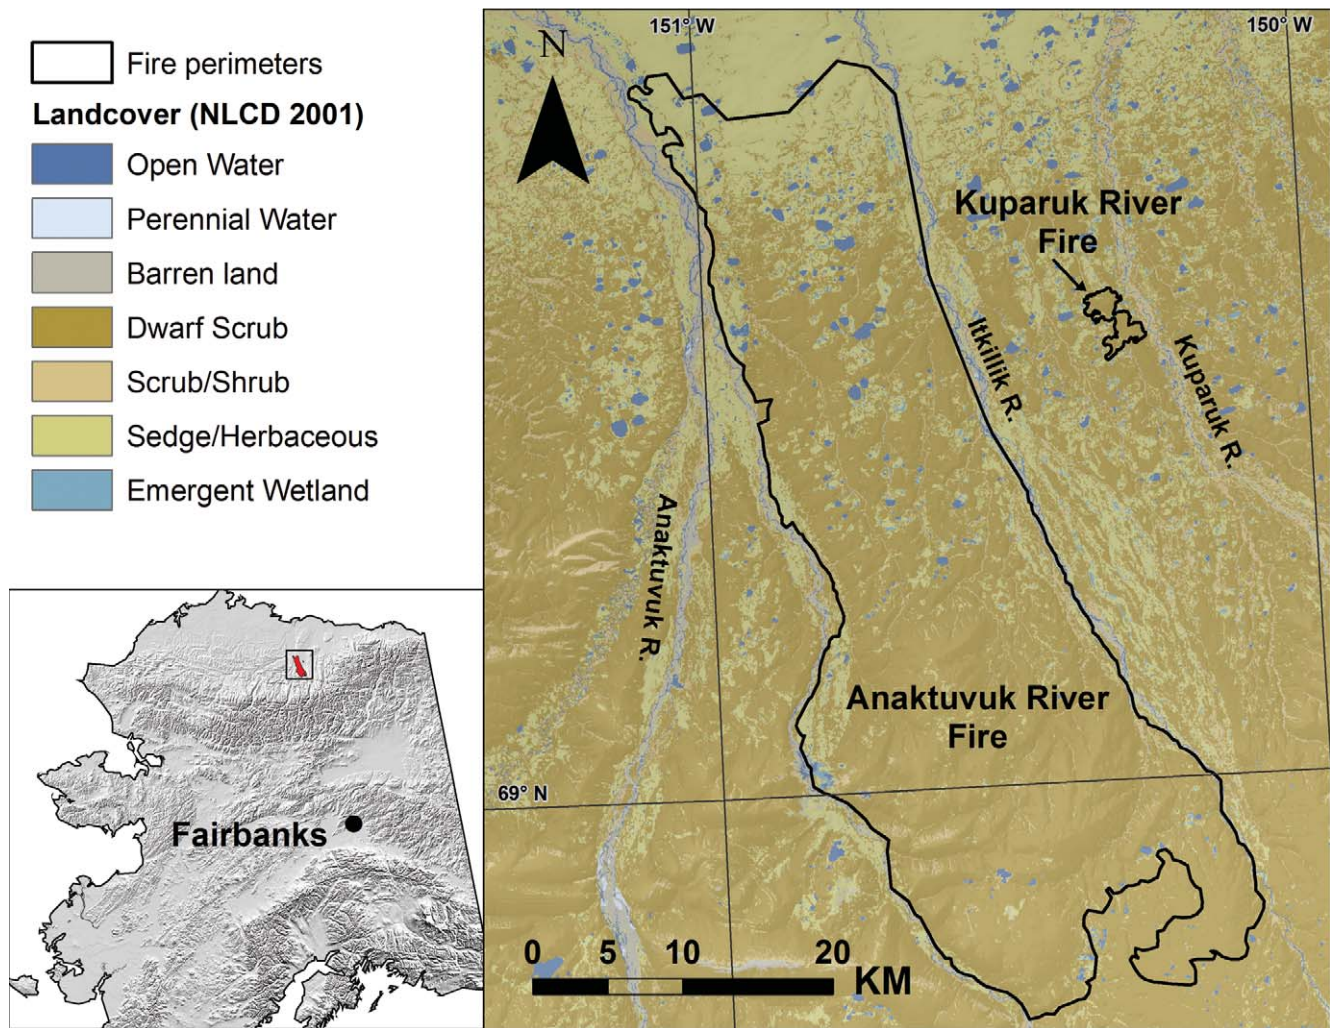 Fire perimeters
Landcover (NLCD 2001)
Open Water
Perennial Water
Barren land
Dwarf Scrub
Scrub/Shrub
Sedge/Herbaceous
Emergent Wetland
Fairbanks
151° W
150° W
N
Kuparuk River
Fire
Itkillik R.
Kuparuk R.
Anaktuvuk R.
Anaktuvuk River
Fire
69° N
0 5 10 20
KM